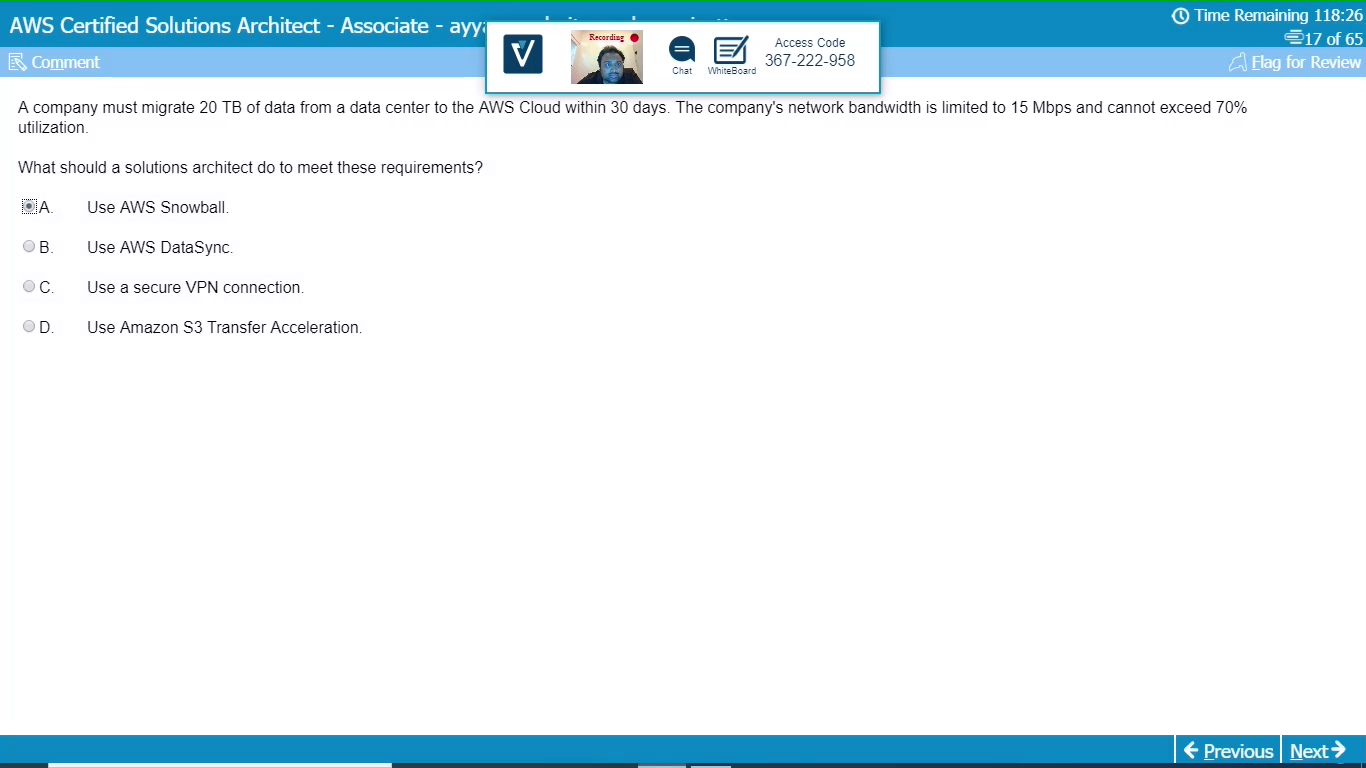 AWS Certified Solutions Architect - Associate - ayya
Time Remaining 118:26
17 of 65
Comment
Flag for Review
Recording
Chat
WhiteBoard
Access Code
367-222-958
A company must migrate 20 TB of data from a data center to the AWS Cloud within 30 days. The company's network bandwidth is limited to 15 Mbps and cannot exceed 70%
utilization.
What should a solutions architect do to meet these requirements?
A. Use AWS Snowball.
B. Use AWS DataSync.
C. Use a secure VPN connection.
D. Use Amazon S3 Transfer Acceleration.
Previous
Next